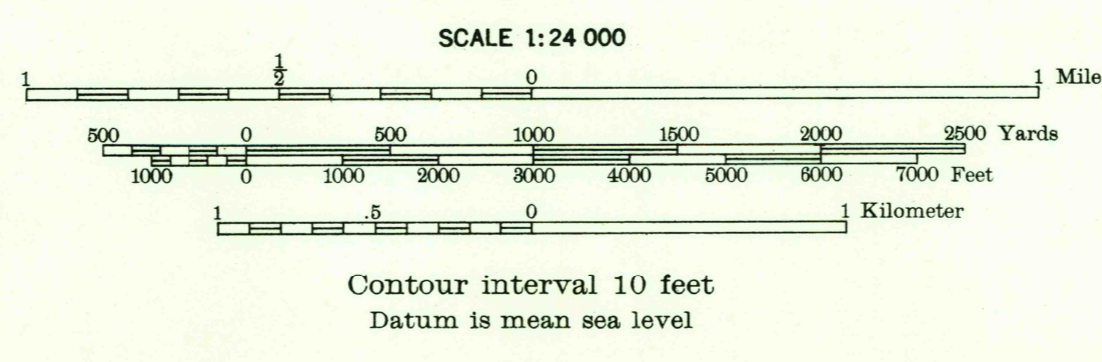 SCALE 1:24 000
1 1/2 0 1 Mile
500 0 500 1000 1500 2000 2500 Yards
1000 0 1000 2000 3000 4000 5000 6000 7000 Feet
1 .5 0 1 Kilometer
Contour interval 10 feet
Datum is mean sea level